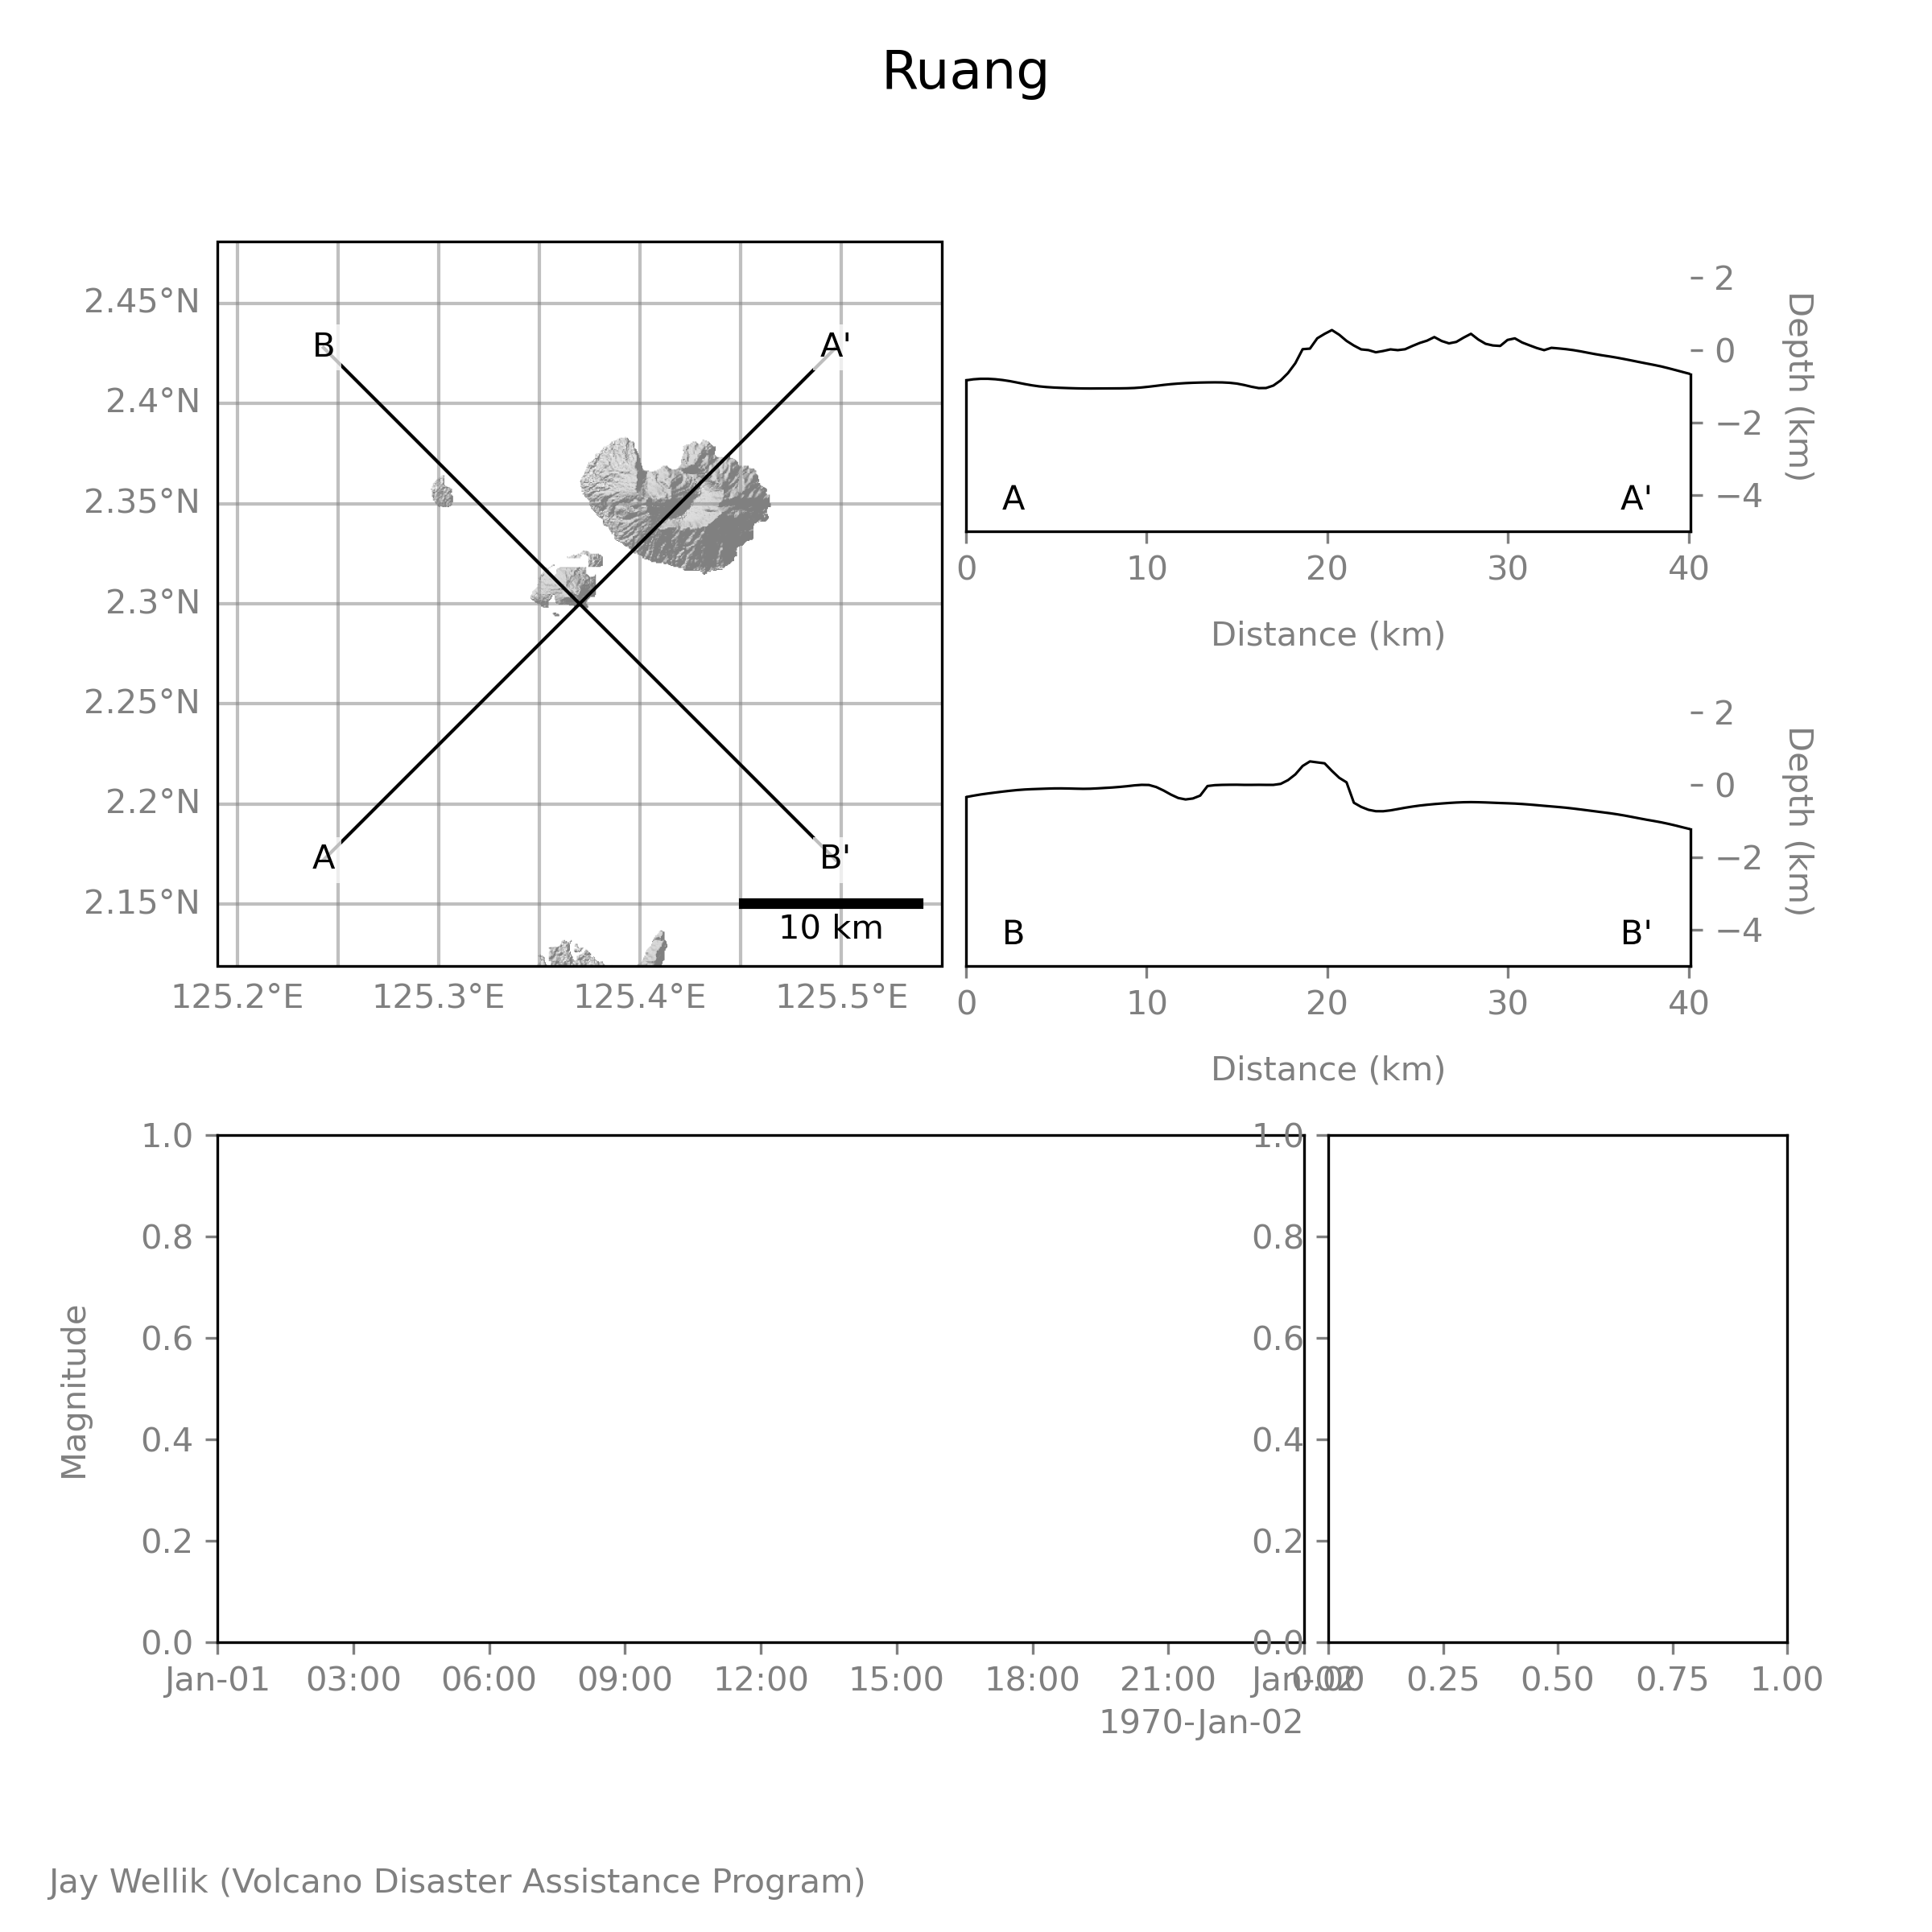 Ruang
2.45°N
2.4°N
2.35°N
2.3°N
2.25°N
2.2°N
2.15°N
B
A'
A
B'
10 km
125.2°E 125.3°E 125.4°E 125.5°E
2
0
−2
−4
Depth (km)
A A'
0 10 20 30 40
Distance (km)
2
0
−2
−4
Depth (km)
B B'
0 10 20 30 40
Distance (km)
Magnitude
1.0
0.8
0.6
0.4
0.2
0.0
Jan-01 03:00 06:00 09:00 12:00 15:00 18:00 21:00 Jan-02
1970-Jan-02
1.0
0.8
0.6
0.4
0.2
0.0
0.00 0.25 0.50 0.75 1.00
Jay Wellik (Volcano Disaster Assistance Program)